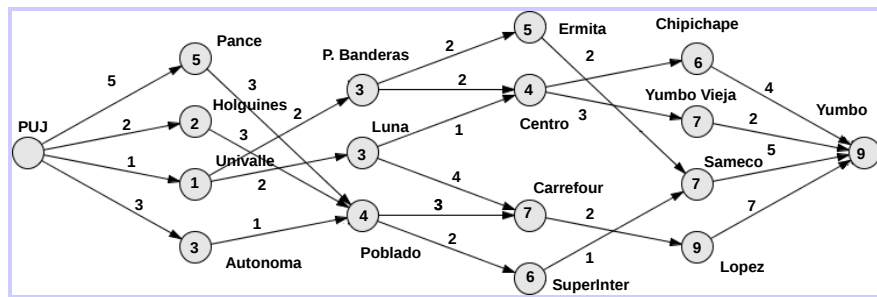 PUJ
5
2
1
3
Pance
5
Holguines
2
Univalle
1
Autonoma
3
3
3
2
2
1
P. Banderas
3
Luna
3
Poblado
4
2
2
1
4
3
2
Ermita
5
Centro
4
Carrefour
7
SuperInter
6
2
3
2
1
Chipichape
6
Yumbo Vieja
7
Sameco
7
Lopez
9
4
2
5
7
Yumbo
9